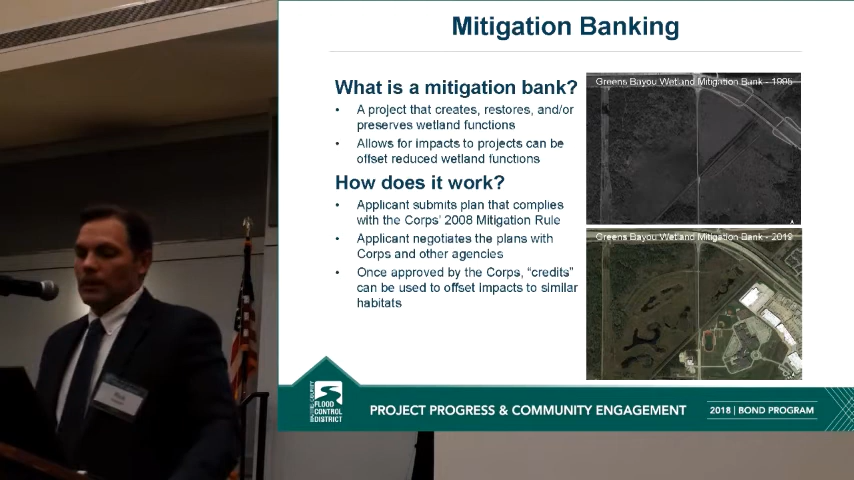 Mitigation Banking
What is a mitigation bank?
• A project that creates, restores, and/or
preserves wetland functions
• Allows for impacts to projects can be
offset reduced wetland functions
How does it work?
• Applicant submits plan that complies
with the Corps' 2008 Mitigation Rule
• Applicant negotiates the plans with
Corps and other agencies
• Once approved by the Corps, “credits”
can be used to offset impacts to similar
habitats
Greens Bayou Wetland Mitigation Bank - 1995
Greens Bayou Wetland Mitigation Bank - 2019
FLOOD
CONTROL
DISTRICT
PROJECT PROGRESS & COMMUNITY ENGAGEMENT
2018 | BOND PROGRAM